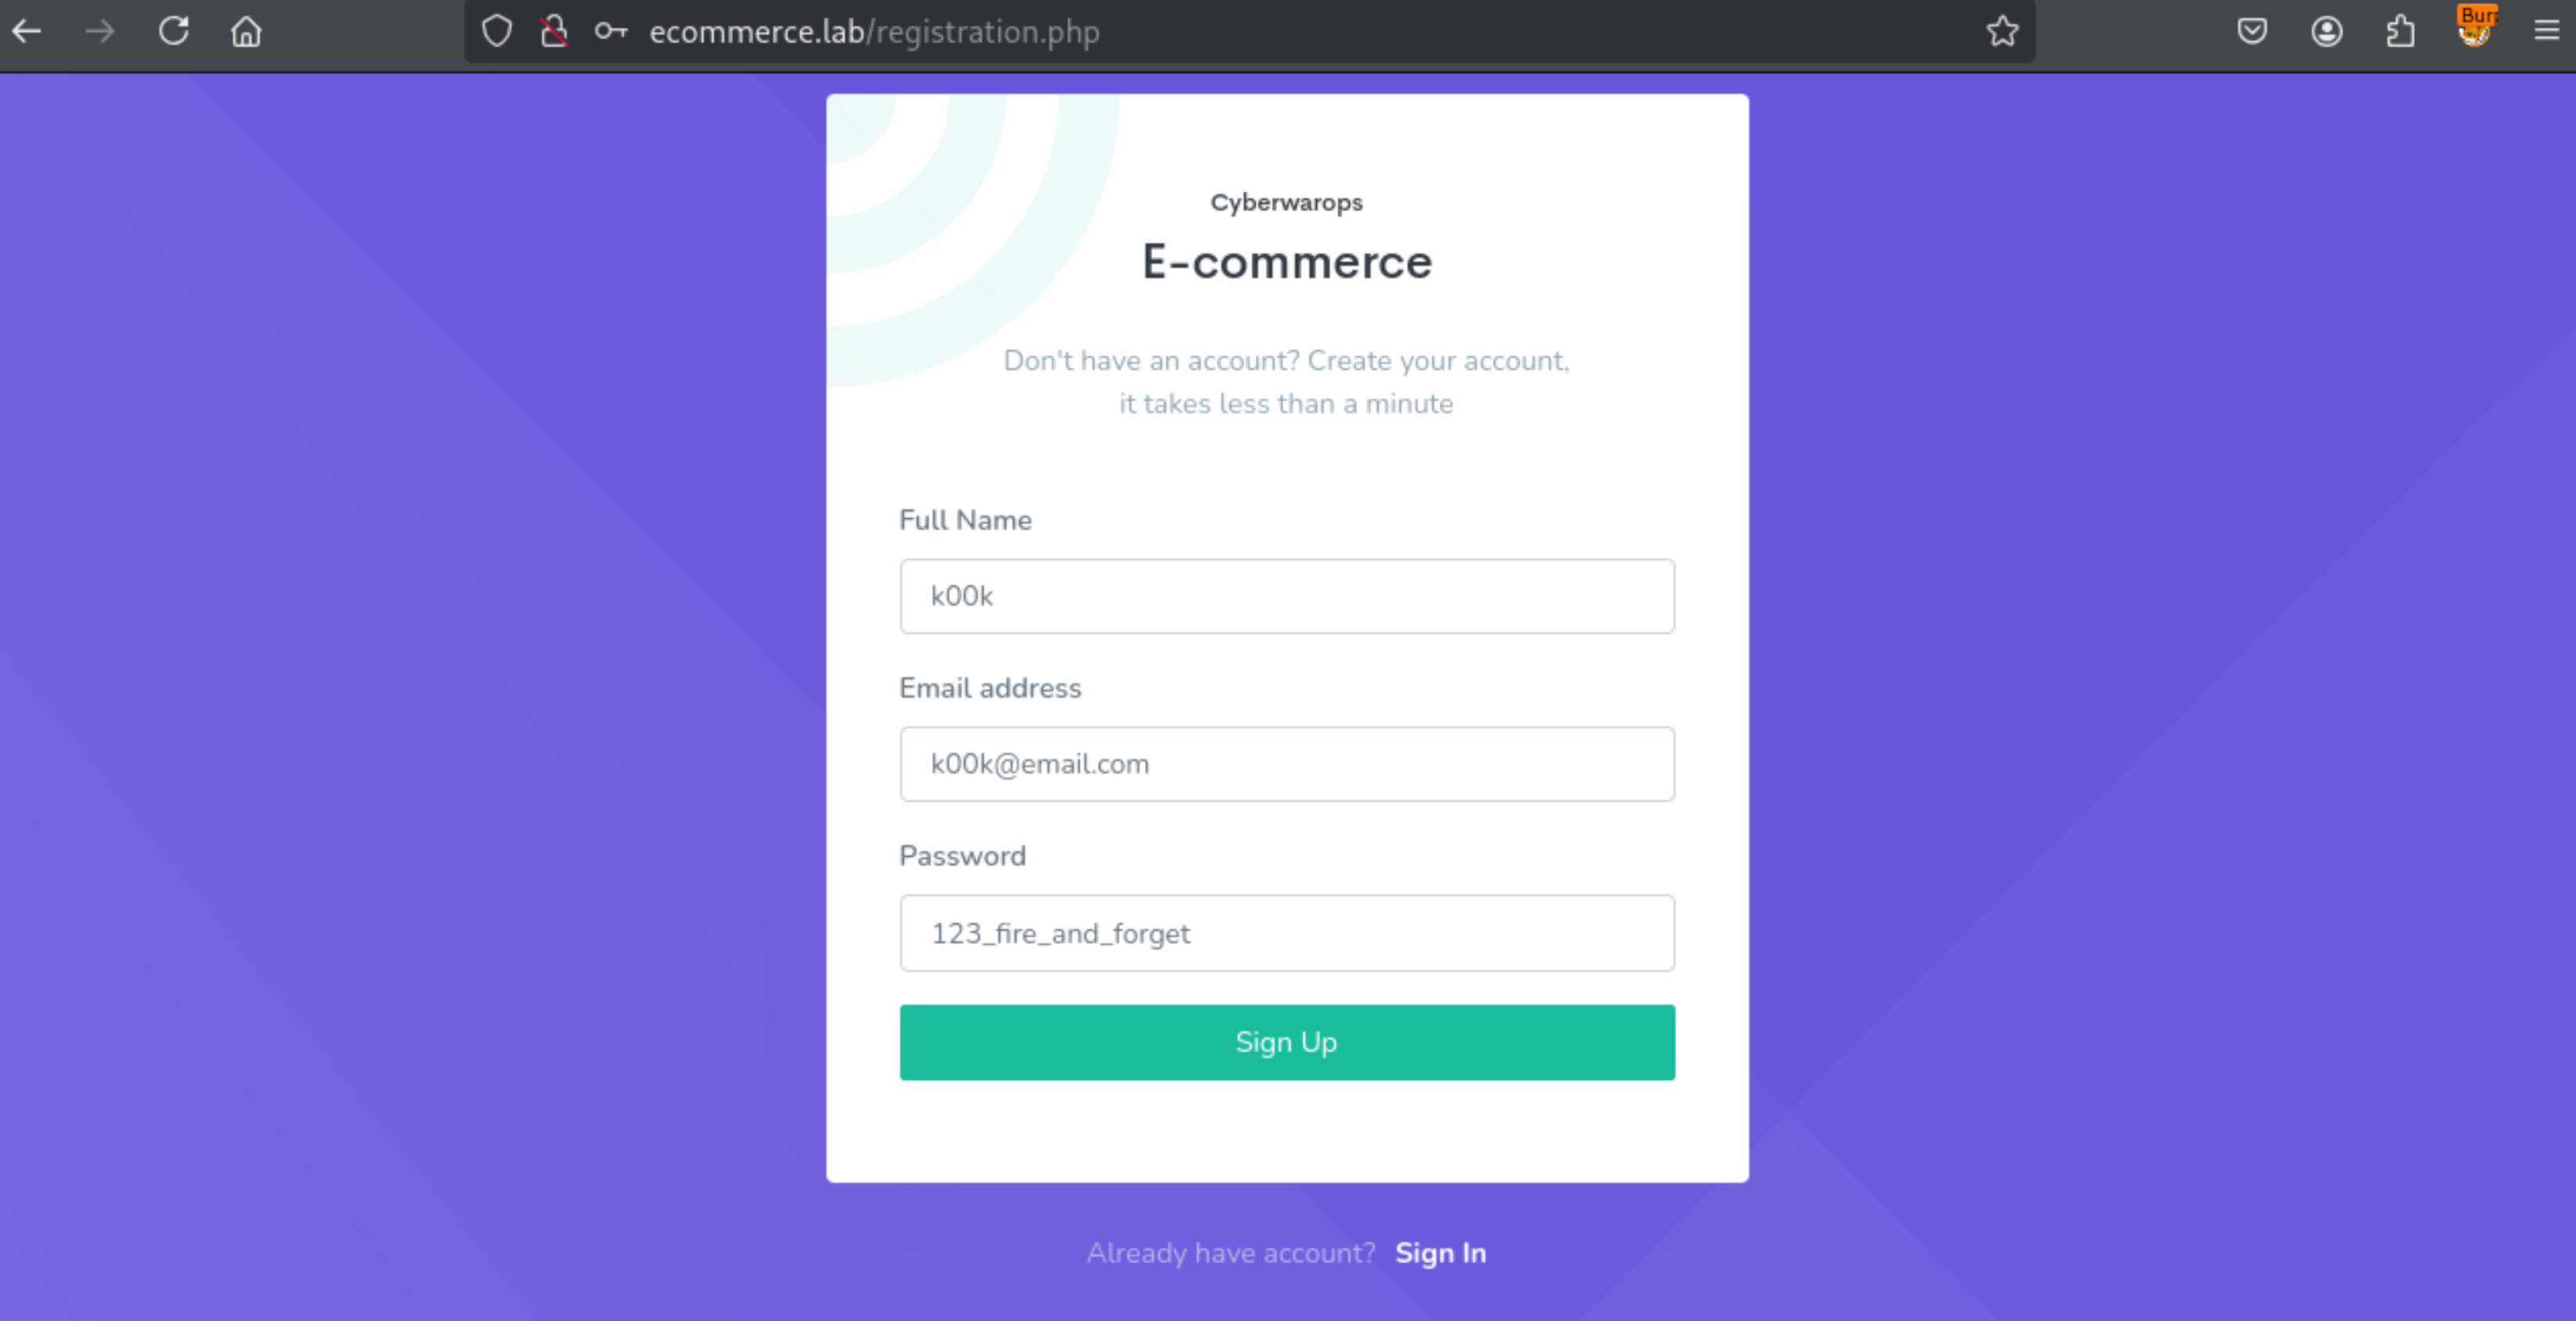 ecommerce.lab/registration.php
Cyberwarops
E-commerce
Don't have an account? Create your account,
it takes less than a minute
Full Name
k00k
Email address
k00k@email.com
Password
123_fire_and_forget
Sign Up
Already have account? Sign In